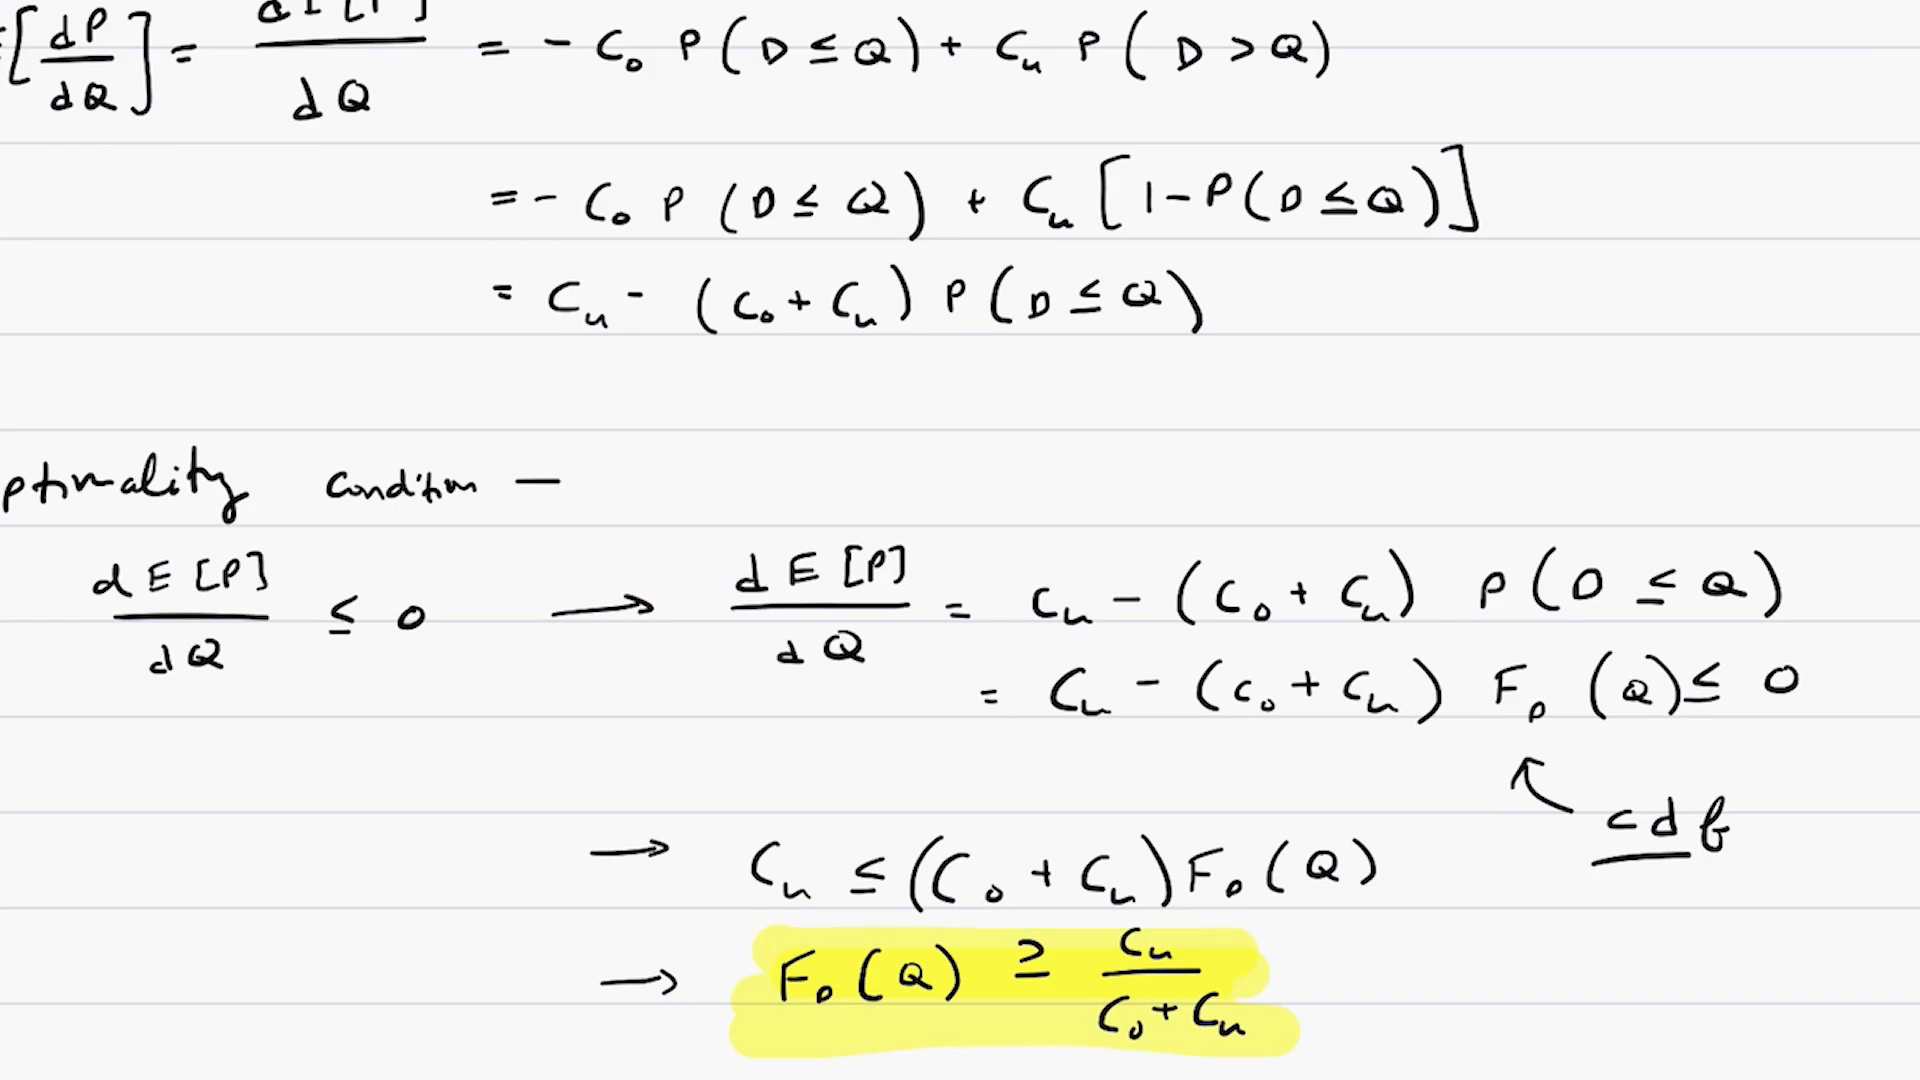 [dP/dQ] = d E[P]/dQ = - C₀ P(D ≤ Q) + Cᵤ P(D > Q)
= - C₀ P(D ≤ Q) + Cᵤ [1-P(D ≤ Q)]
= Cᵤ - (C₀ + Cᵤ) P(D ≤ Q)
ptimality condition —
dE[P]/dQ ≤ 0 → dE[P]/dQ = Cᵤ - (C₀ + Cᵤ) P(D ≤ Q)
= Cᵤ - (C₀ + Cᵤ) F_D (Q) ≤ 0
cdf
→ Cᵤ ≤ (C₀ + Cᵤ) F_D (Q)
→ F_D (Q) ≥ Cᵤ/(C₀ + Cᵤ)